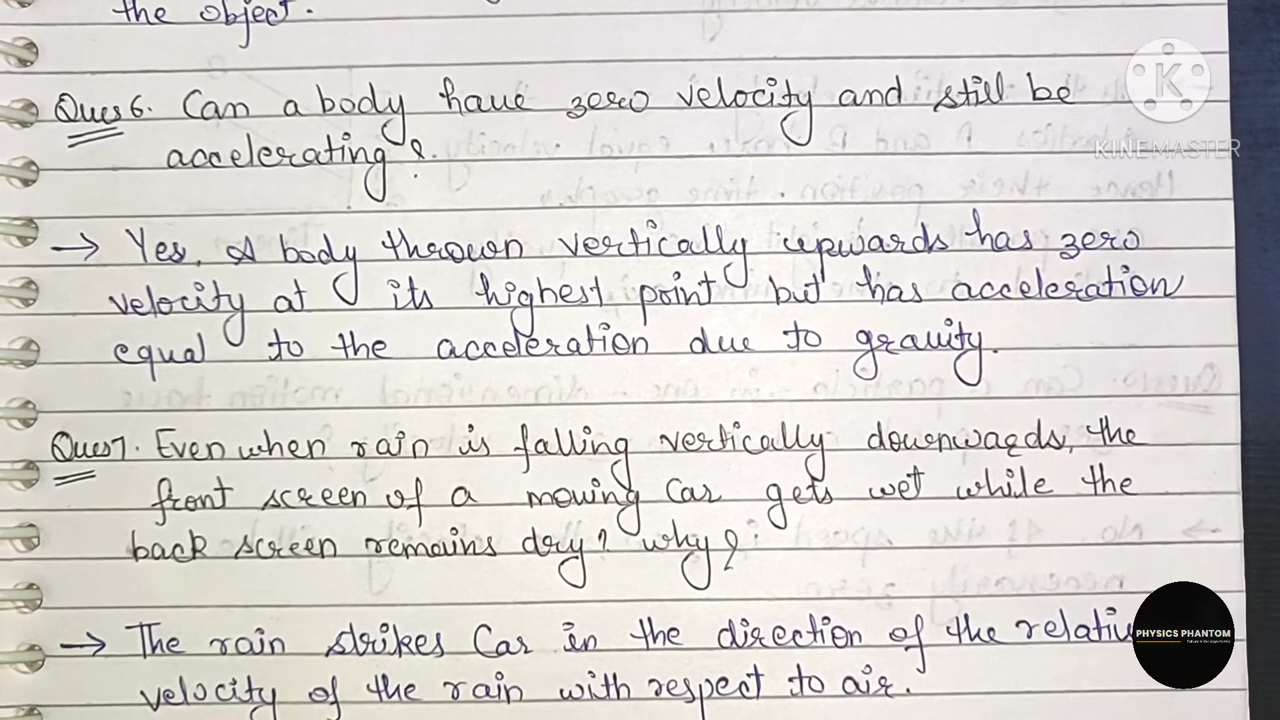 the object.
Ques 6. Can a body have zero velocity and still be
accelerating?
→ Yes, A body thrown vertically upwards has zero
velocity at its highest point but has acceleration
equal to the acceleration due to gravity.
Ques 7. Even when rain is falling vertically downwards, the
front screen of a moving Car gets wet while the
back screen remains dry? why?
→ The rain strikes Car in the direction of the relativ
velocity of the rain with respect to air.
K
KINEMASTER
PHYSICS PHANTOM